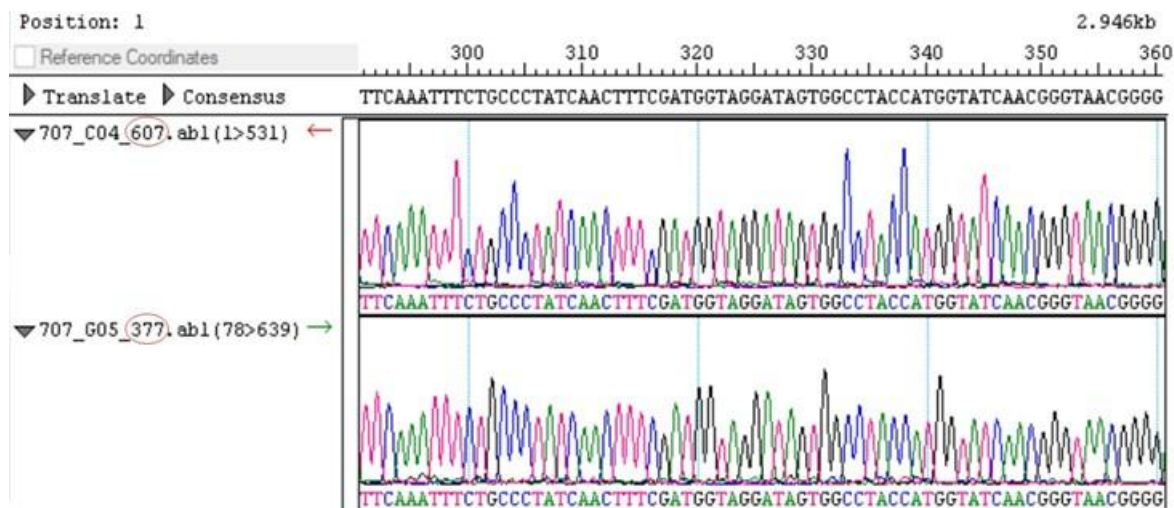 Position: 1 2.946kb
Reference Coordinates 300 310 320 330 340 350 360
Translate Consensus TTCAAATTTCTGCCCTATCAACTTTCGATGGTAGGATAGTGGCCTACCATGGTATCAACGGGTAACGGGG
707_C04_607.ab1(1>531)
TTCAAATTTCTGCCCTATCAACTTTCGATGGTAGGATAGTGGCCTACCATGGTATCAACGGGTAACGGGG
707_G05_377.ab1(78>639)
TTCAAATTTCTGCCCTATCAACTTTCGATGGTAGGATAGTGGCCTACCATGGTATCAACGGGTAACGGGG